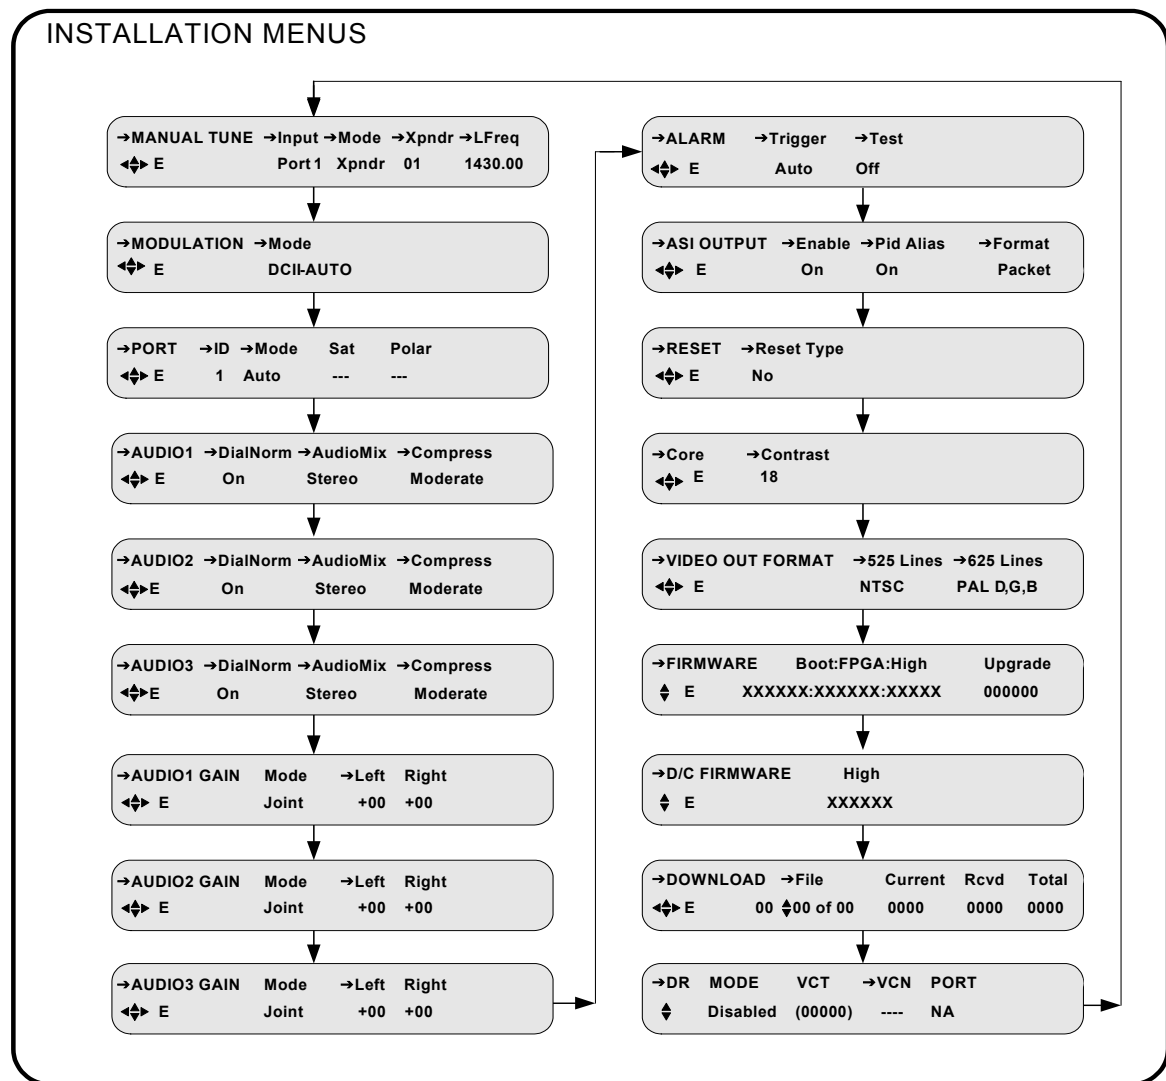 INSTALLATION MENUS
➔MANUAL TUNE ➔Input ➔Mode ➔Xpndr ➔LFreq
E Port 1 Xpndr 01 1430.00
➔MODULATION ➔Mode
E DCII-AUTO
➔PORT ➔ID ➔Mode Sat Polar
E 1 Auto --- ---
➔AUDIO1 ➔DialNorm ➔AudioMix ➔Compress
E On Stereo Moderate
➔AUDIO2 ➔DialNorm ➔AudioMix ➔Compress
E On Stereo Moderate
➔AUDIO3 ➔DialNorm ➔AudioMix ➔Compress
E On Stereo Moderate
➔AUDIO1 GAIN Mode ➔Left Right
E Joint +00 +00
➔AUDIO2 GAIN Mode ➔Left Right
E Joint +00 +00
➔AUDIO3 GAIN Mode ➔Left Right
E Joint +00 +00
➔ALARM ➔Trigger ➔Test
E Auto Off
➔ASI OUTPUT ➔Enable ➔Pid Alias ➔Format
E On On Packet
➔RESET ➔Reset Type
E No
➔Core ➔Contrast
E 18
➔VIDEO OUT FORMAT ➔525 Lines ➔625 Lines
E NTSC PAL D,G,B
➔FIRMWARE Boot:FPGA:High Upgrade
E XXXXXX:XXXXXX:XXXXX 000000
➔D/C FIRMWARE High
E XXXXXX
➔DOWNLOAD ➔File Current Rcvd Total
E 00 00 of 00 0000 0000 0000
➔DR MODE VCT ➔VCN PORT
Disabled (00000) ---- NA